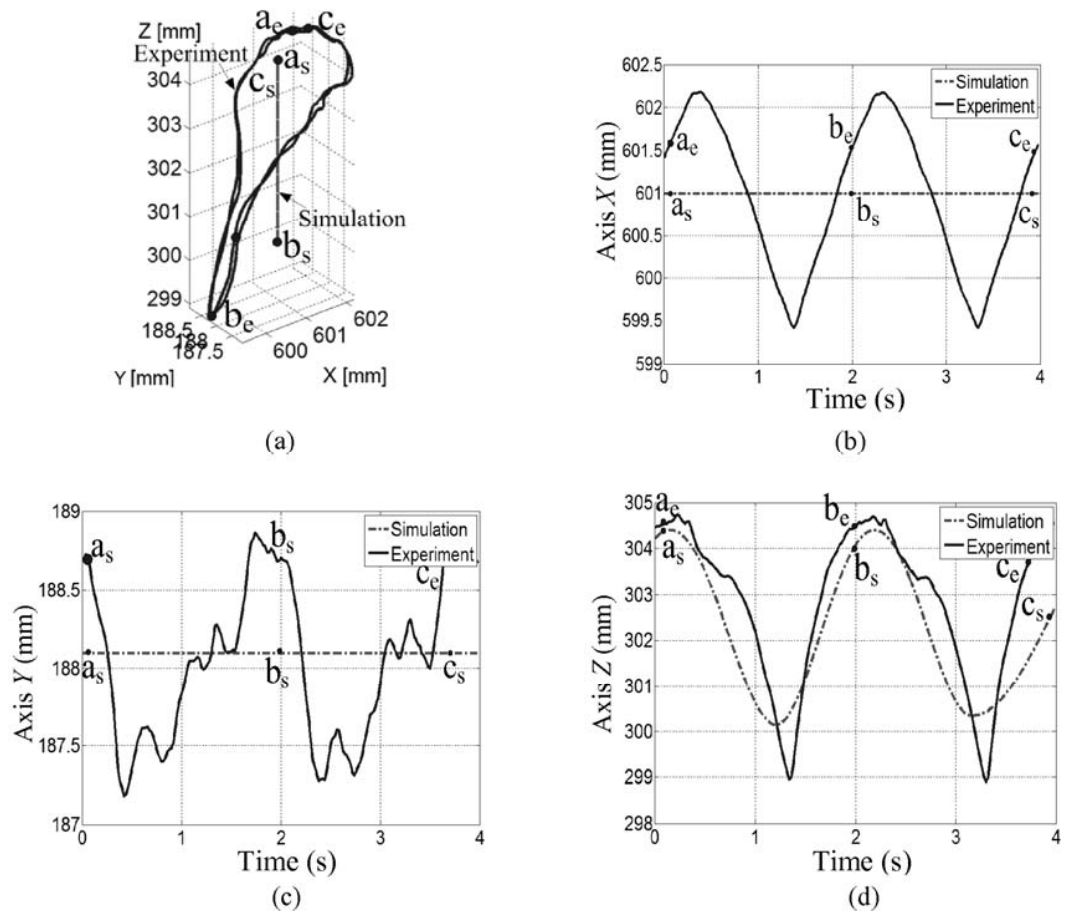 Z [mm]
Experiment
a_e
c_e
a_s
c_s
304
303
302
301
300
299
Simulation
b_s
b_e
188.5
188
187.5
600
601
602
Y [mm]
X [mm]
(a)
Axis X (mm)
602.5
602
601.5
601
600.5
600
599.5
599
Simulation
Experiment
a_e
b_e
c_e
a_s
b_s
c_s
0
1
2
3
4
Time (s)
(b)
Axis Y (mm)
189
188.5
188
187.5
187
Simulation
Experiment
a_s
b_s
c_e
a_s
b_s
c_s
0
1
2
3
4
Time (s)
(c)
Axis Z (mm)
305
304
303
302
301
300
299
298
Simulation
Experiment
a_e
b_e
a_s
b_s
c_e
c_s
0
1
2
3
4
Time (s)
(d)